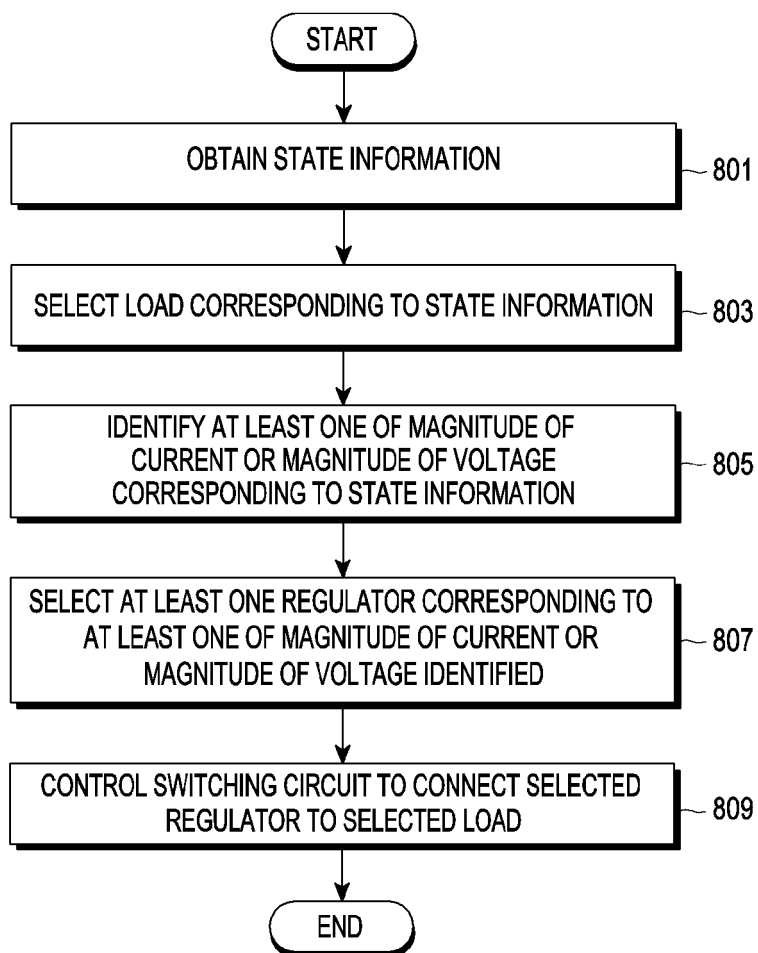 START
OBTAIN STATE INFORMATION
801
SELECT LOAD CORRESPONDING TO STATE INFORMATION
803
IDENTIFY AT LEAST ONE OF MAGNITUDE OF
CURRENT OR MAGNITUDE OF VOLTAGE
CORRESPONDING TO STATE INFORMATION
805
SELECT AT LEAST ONE REGULATOR CORRESPONDING TO
AT LEAST ONE OF MAGNITUDE OF CURRENT OR
MAGNITUDE OF VOLTAGE IDENTIFIED
807
CONTROL SWITCHING CIRCUIT TO CONNECT SELECTED
REGULATOR TO SELECTED LOAD
809
END